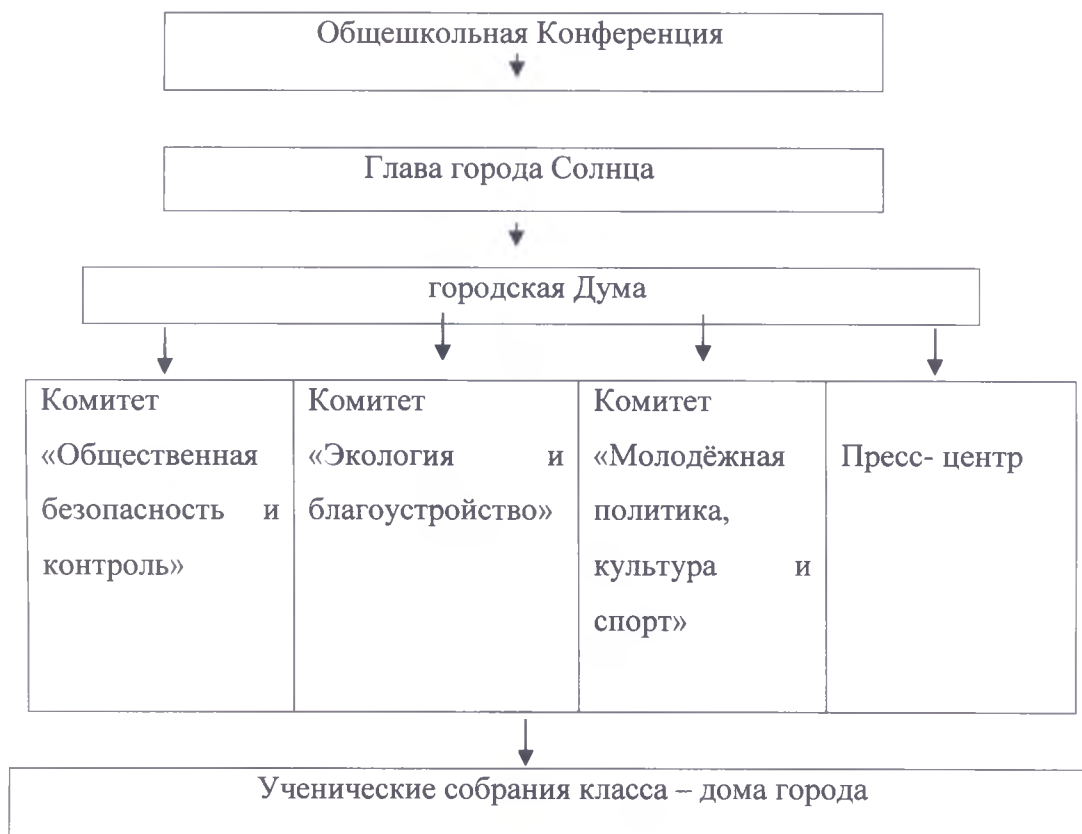 Общешкольная Конференция
Глава города Солнца
городская Дума
Комитет
«Общественная
безопасность и
контроль»
Комитет
«Экология и
благоустройство»
Комитет
«Молодёжная
политика,
культура и
спорт»
Пресс- центр
Ученические собрания класса – дома города